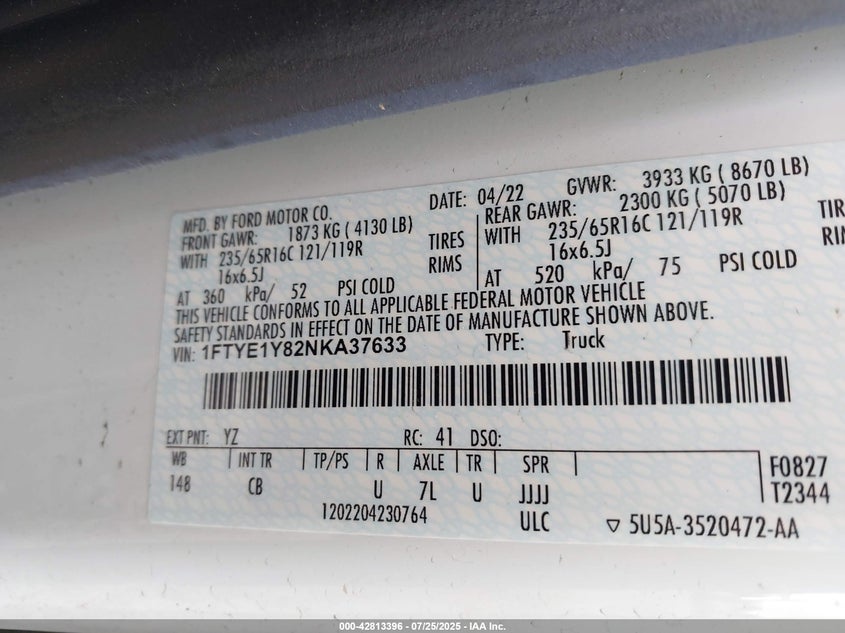 MFD. BY FORD MOTOR CO. DATE: 04/22 GVWR: 3933 KG ( 8670 LB)
FRONT GAWR: 1873 KG ( 4130 LB) REAR GAWR: 2300 KG ( 5070 LB)
WITH 235/65R16C 121/119R TIRES WITH 235/65R16C 121/119R
16x6.5J RIMS 16x6.5J
AT 360 kPa/ 52 PSI COLD AT 520 kPa/ 75 PSI COLD
THIS VEHICLE CONFORMS TO ALL APPLICABLE FEDERAL MOTOR VEHICLE
SAFETY STANDARDS IN EFFECT ON THE DATE OF MANUFACTURE SHOWN ABOVE.
VIN: 1FTYE1Y82NKA37633 TYPE: Truck
EXT PNT: YZ RC: 41 DSO:
WB INT TR TP/PS R AXLE TR SPR F0827
148 CB U 7L U JJJJ T2344
1202204230764 ULC ▽ 5U5A-3520472-AA
000-42813396 - 07/25/2025 - IAA Inc.